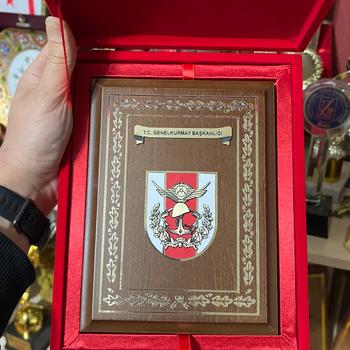 T.C. GENELKURMAY BAŞKANLIĞI